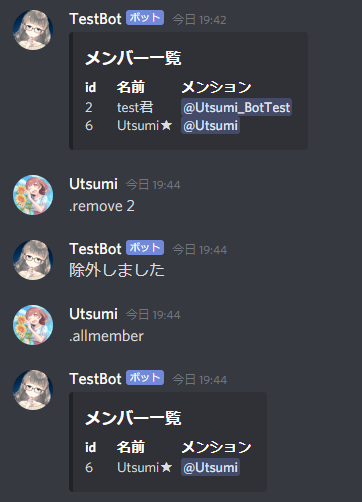 TestBot ボット 今日 19:42
メンバー一覧
id 名前 メンション
2 test君 @Utsumi_BotTest
6 Utsumi★ @Utsumi
Utsumi 今日 19:44
.remove 2
TestBot ボット 今日 19:44
除外しました
Utsumi 今日 19:44
.allmember
TestBot ボット 今日 19:44
メンバー一覧
id 名前 メンション
6 Utsumi★ @Utsumi